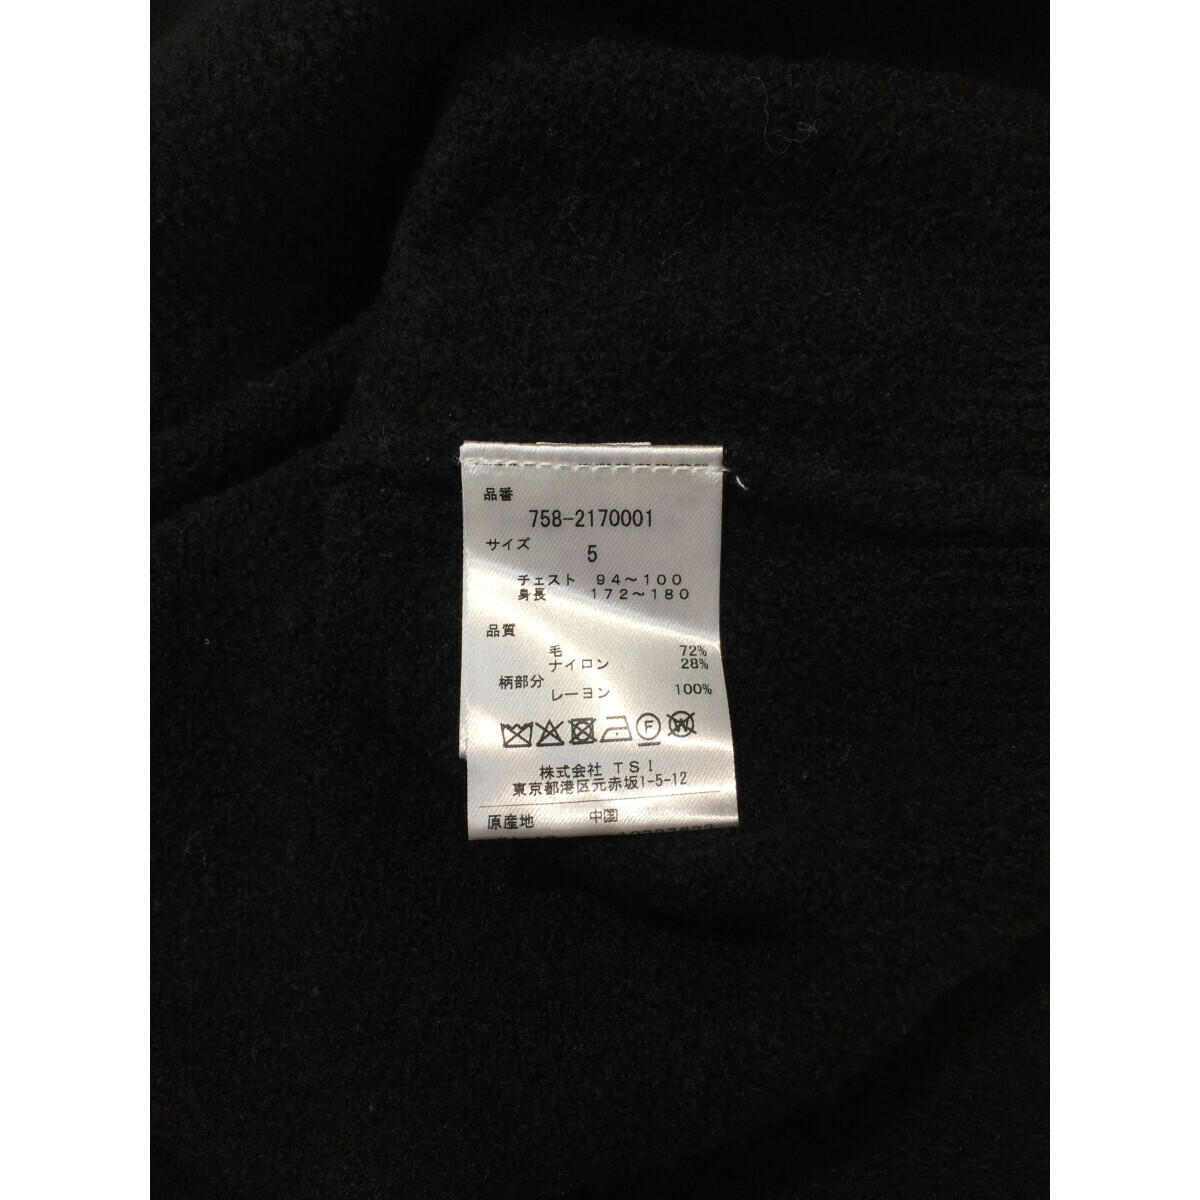 品番
758-2170001
サイズ
5
チェスト 94～100
身長 172～180
品質
毛 72%
ナイロン 28%
柄部分
レーヨン 100%
F
W
株式会社 TSI
東京都港区元赤坂1-5-12
原産地 中国